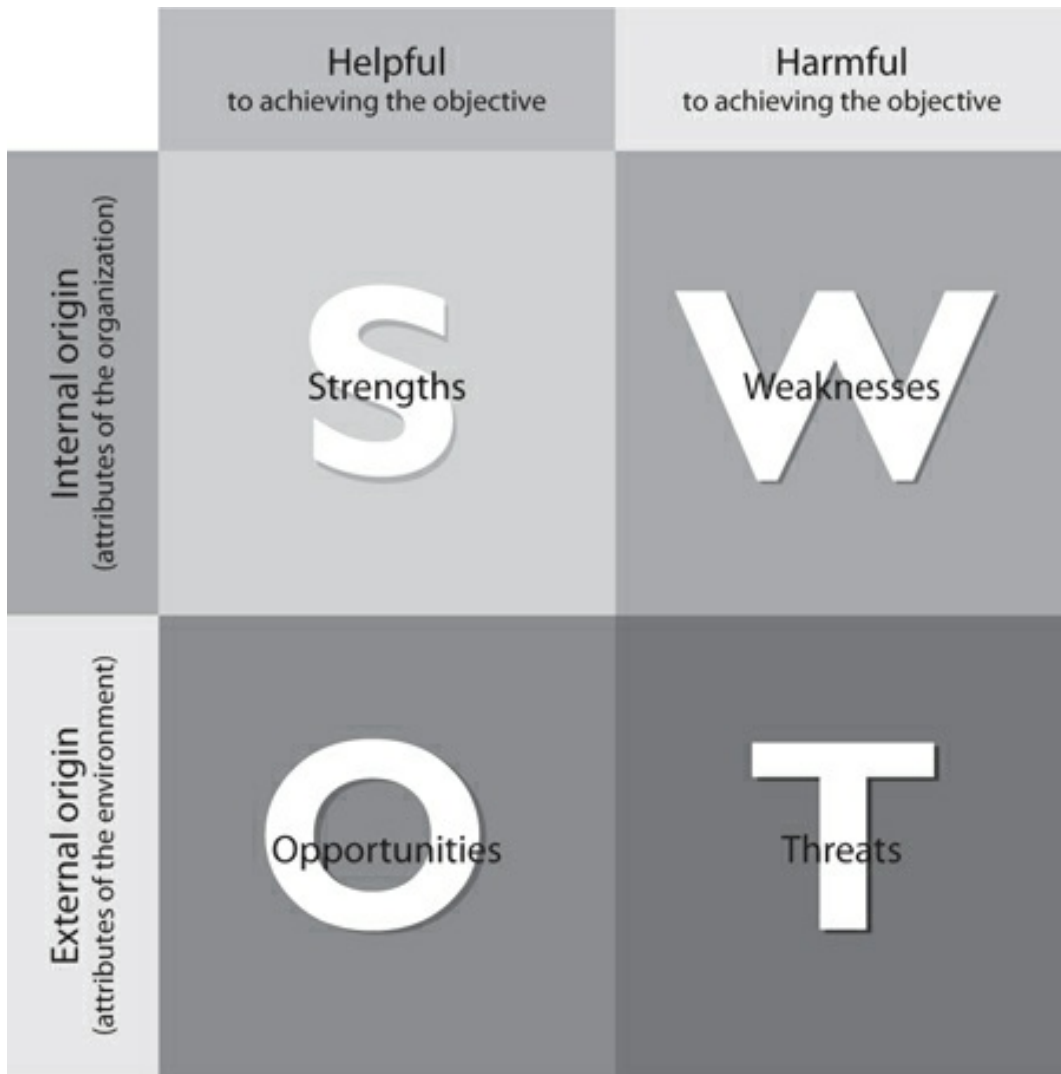 Helpful
to achieving the objective
Harmful
to achieving the objective
Internal origin
(attributes of the organization)
S
Strengths
W
Weaknesses
External origin
(attributes of the environment)
O
Opportunities
T
Threats